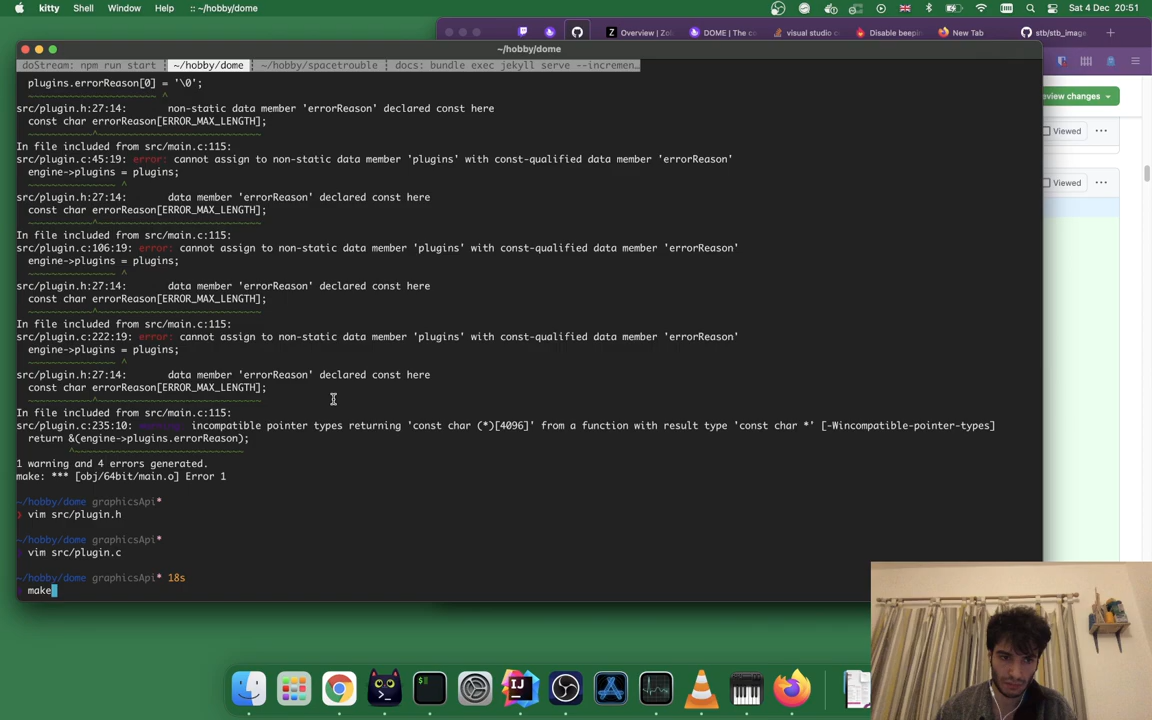 kitty Shell Window Help :: ~/hobby/dome Sat 4 Dec 20:51
Overview | Zol DOME | The co visual studio c Disable beepin New Tab stb/stb_image
~/hobby/dome
doStream: npm run start ~/hobby/dome ~/hobby/spacetrouble docs: bundle exec jekyll serve --incremen…
eview changes
plugins.errorReason[0] = '\0';
~~~~~~~~~~~~~~~~~~~~~~ ^
src/plugin.h:27:14: non-static data member 'errorReason' declared const here
const char errorReason[ERROR_MAX_LENGTH];
~~~~~~~~~~~^~~~~~~~~~~~~~~~~~~~~~~~~~~~~
Viewed
In file included from src/main.c:115:
src/plugin.c:45:19: error: cannot assign to non-static data member 'plugins' with const-qualified data member 'errorReason'
engine->plugins = plugins;
~~~~~~~~~~~~~~~ ^
Viewed
src/plugin.h:27:14: data member 'errorReason' declared const here
const char errorReason[ERROR_MAX_LENGTH];
~~~~~~~~~~~^~~~~~~~~~~~~~~~~~~~~~~~~~~~~
In file included from src/main.c:115:
src/plugin.c:106:19: error: cannot assign to non-static data member 'plugins' with const-qualified data member 'errorReason'
engine->plugins = plugins;
~~~~~~~~~~~~~~~ ^
src/plugin.h:27:14: data member 'errorReason' declared const here
const char errorReason[ERROR_MAX_LENGTH];
~~~~~~~~~~~^~~~~~~~~~~~~~~~~~~~~~~~~~~~~
In file included from src/main.c:115:
src/plugin.c:222:19: error: cannot assign to non-static data member 'plugins' with const-qualified data member 'errorReason'
engine->plugins = plugins;
~~~~~~~~~~~~~~~ ^
src/plugin.h:27:14: data member 'errorReason' declared const here
const char errorReason[ERROR_MAX_LENGTH];
~~~~~~~~~~~^~~~~~~~~~~~~~~~~~~~~~~~~~~~~
In file included from src/main.c:115:
src/plugin.c:235:10: warning: incompatible pointer types returning 'const char (*)[4096]' from a function with result type 'const char *' [-Wincompatible-pointer-types]
return &(engine->plugins.errorReason);
^~~~~~~~~~~~~~~~~~~~~~~~~~~~~~
1 warning and 4 errors generated.
make: *** [obj/64bit/main.o] Error 1
~/hobby/dome graphicsApi*
❯ vim src/plugin.h
~/hobby/dome graphicsApi*
❯ vim src/plugin.c
~/hobby/dome graphicsApi* 18s
❯ make